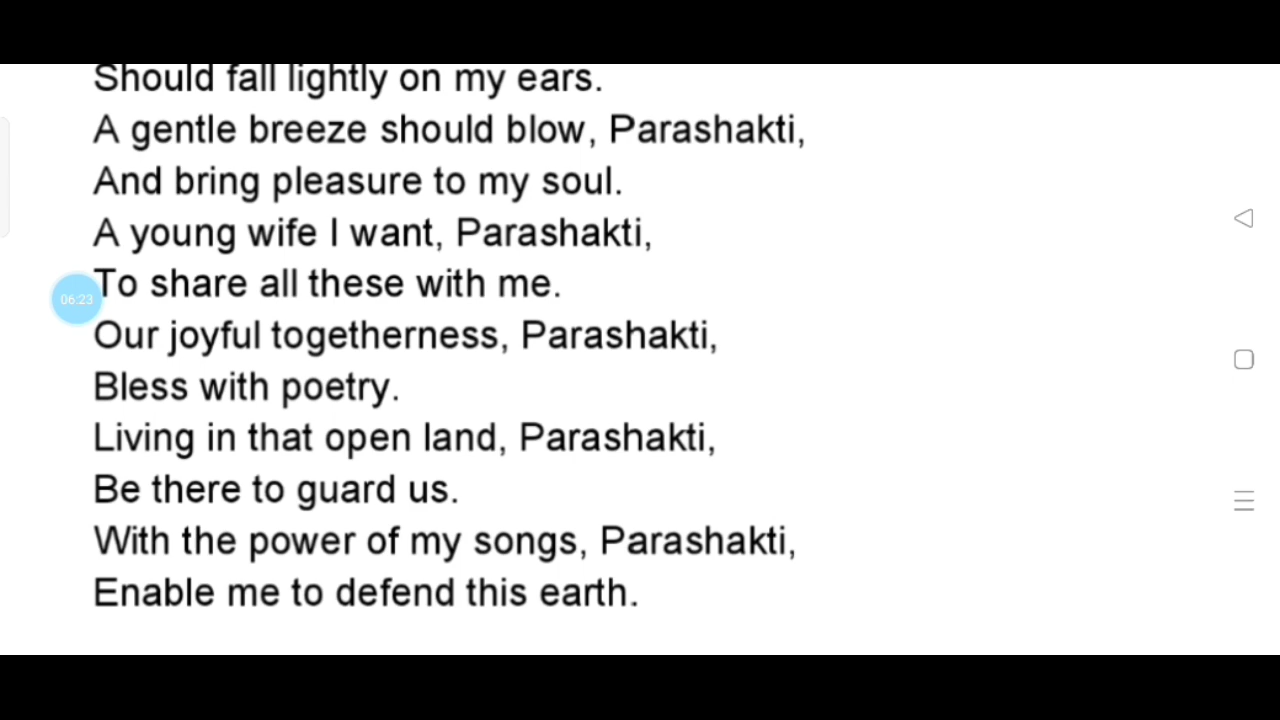 Should fall lightly on my ears.
A gentle breeze should blow, Parashakti,
And bring pleasure to my soul.
A young wife I want, Parashakti,
To share all these with me.
06:23
Our joyful togetherness, Parashakti,
Bless with poetry.
Living in that open land, Parashakti,
Be there to guard us.
With the power of my songs, Parashakti,
Enable me to defend this earth.